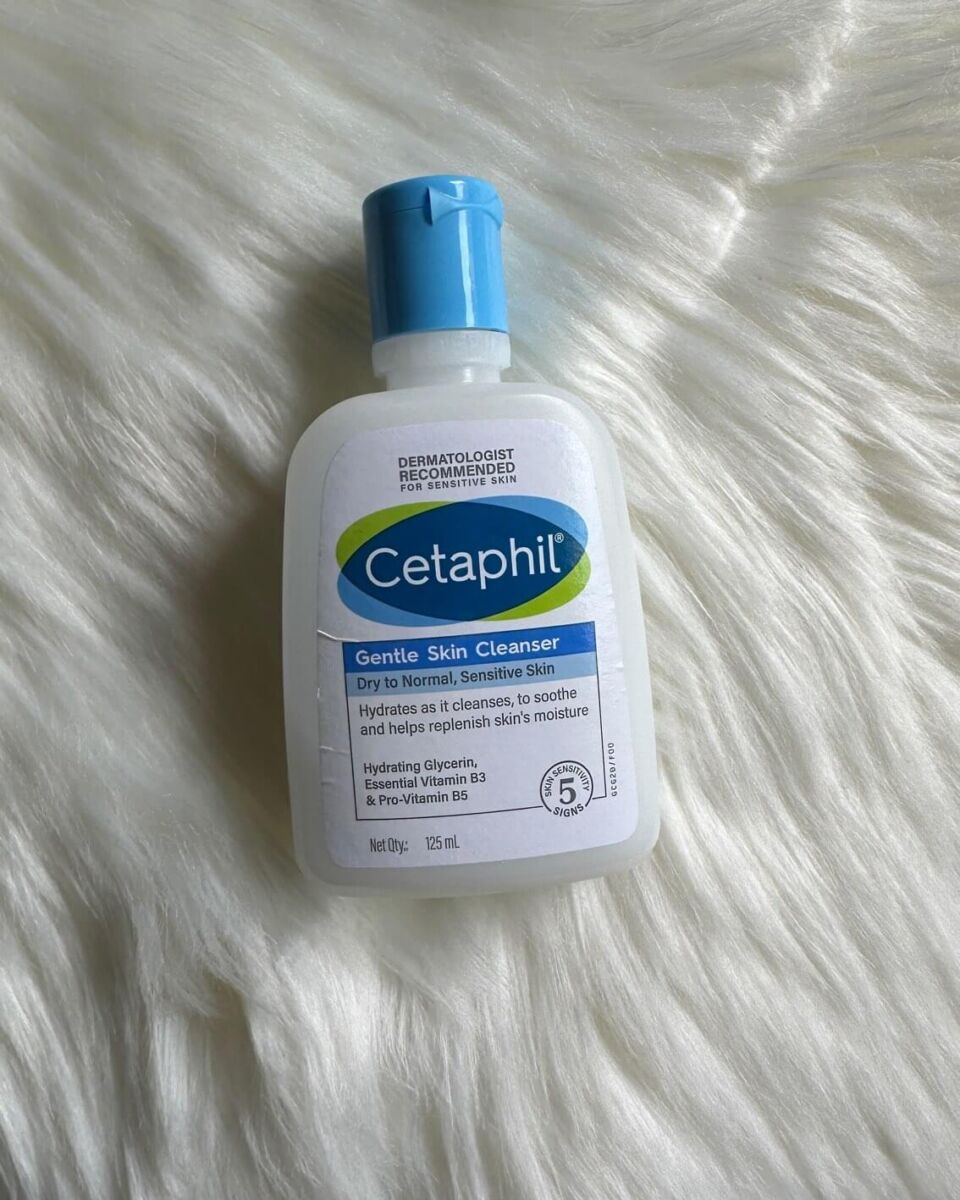 DERMATOLOGIST
RECOMMENDED
FOR SENSITIVE SKIN
Cetaphil®
Gentle Skin Cleanser
Dry to Normal, Sensitive Skin
Hydrates as it cleanses, to soothe
and helps replenish skin's moisture
Hydrating Glycerin,
Essential Vitamin B3
& Pro-Vitamin B5
SKIN SENSITIVITY
5
SIGNS
GCG20/F00
Net Qty.: 125 mL